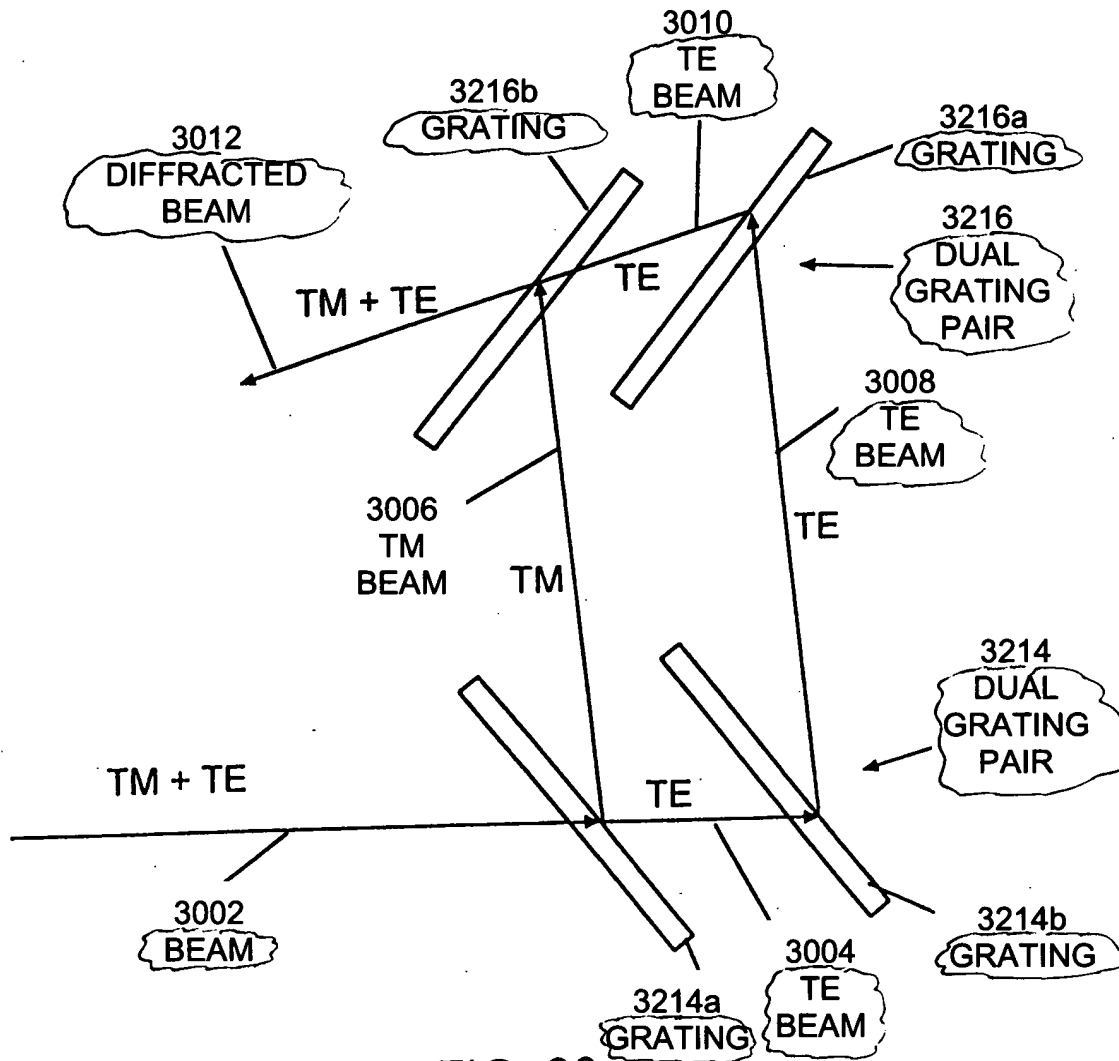 3010
TE
BEAM
3216b
GRATING
3216a
GRATING
3012
DIFFRACTED
BEAM
3216
DUAL
GRATING
PAIR
TM + TE
TE
3008
TE
BEAM
3006
TM
BEAM
TE
TM
3214
DUAL
GRATING
PAIR
TM + TE
TE
3002
BEAM
3214b
GRATING
3004
TE
BEAM
3214a
GRATING